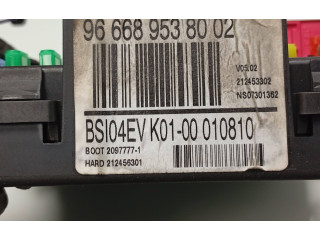 96 668 953 80 02
V05.02
212453302
NS07301362
BSI04EV K01-00 010810
BOOT 2097777-1
HARD 212456301